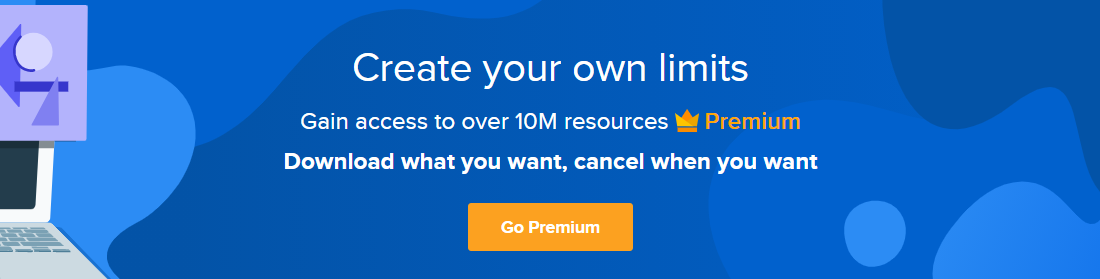 Create your own limits
Gain access to over 10M resources Premium
Download what you want, cancel when you want
Go Premium